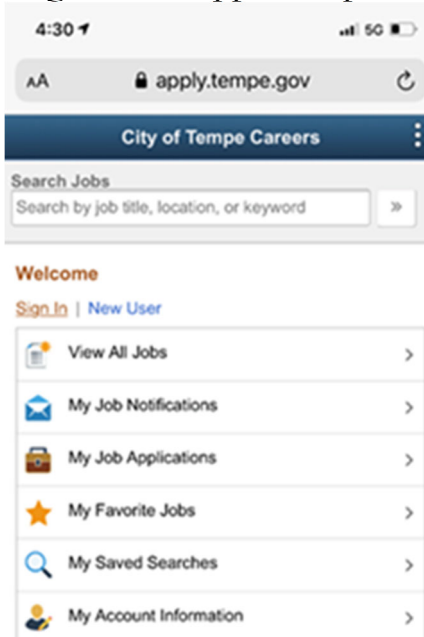 4:30 5G
AA apply.tempe.gov
City of Tempe Careers
Search Jobs
Search by job title, location, or keyword »
Welcome
Sign In | New User
View All Jobs
My Job Notifications
My Job Applications
My Favorite Jobs
My Saved Searches
My Account Information